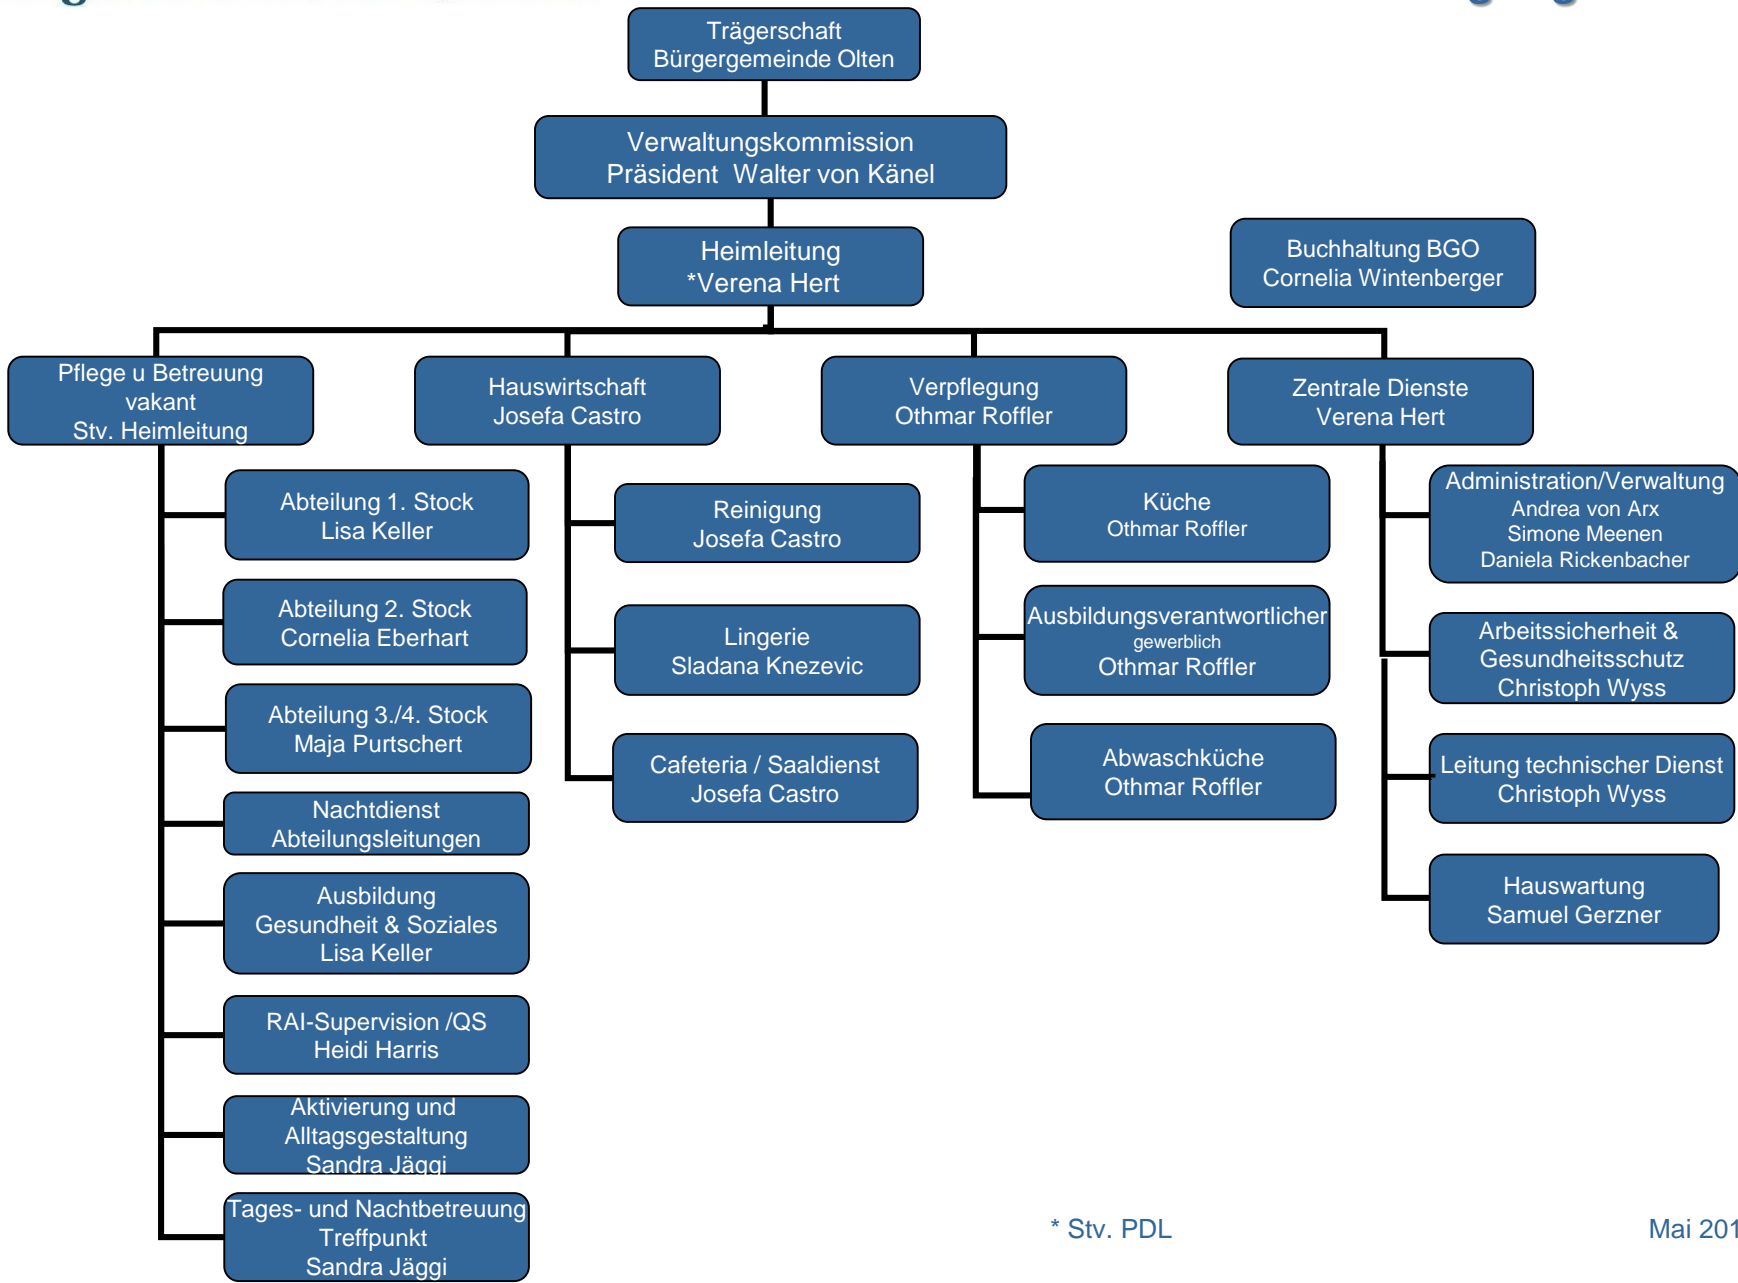 Trägerschaft
Bürgergemeinde Olten
Verwaltungskommission
Präsident Walter von Känel
Heimleitung
*Verena Hert
Buchhaltung BGO
Cornelia Wintenberger
Pflege u Betreuung
vakant
Stv. Heimleitung
Hauswirtschaft
Josefa Castro
Verpflegung
Othmar Roffler
Zentrale Dienste
Verena Hert
Abteilung 1. Stock
Lisa Keller
Abteilung 2. Stock
Cornelia Eberhart
Abteilung 3./4. Stock
Maja Purtschert
Nachtdienst
Abteilungsleitungen
Ausbildung
Gesundheit & Soziales
Lisa Keller
RAI-Supervision /QS
Heidi Harris
Aktivierung und
Alltagsgestaltung
Sandra Jäggi
Tages- und Nachtbetreuung
Treffpunkt
Sandra Jäggi
Reinigung
Josefa Castro
Lingerie
Sladana Knezevic
Cafeteria / Saaldienst
Josefa Castro
Küche
Othmar Roffler
Ausbildungsverantwortlicher
gewerblich
Othmar Roffler
Abwaschküche
Othmar Roffler
Administration/Verwaltung
Andrea von Arx
Simone Meenen
Daniela Rickenbacher
Arbeitssicherheit &
Gesundheitsschutz
Christoph Wyss
Leitung technischer Dienst
Christoph Wyss
Hauswartung
Samuel Gerzner
* Stv. PDL
Mai 201